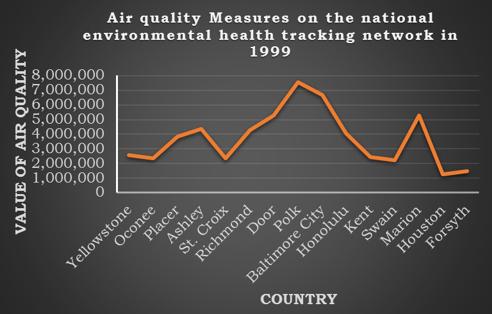 Air quality Measures on the national
environmental health tracking network in
1999
VALUE OF AIR QUALITY
8,000,000
7,000,000
6,000,000
5,000,000
4,000,000
3,000,000
2,000,000
1,000,000
0
Yellowstone
Oconee
Placer
Ashley
St. Croix
Richmond
Door
Polk
Baltimore City
Honolulu
Kent
Swain
Marion
Houston
Forsyth
COUNTRY